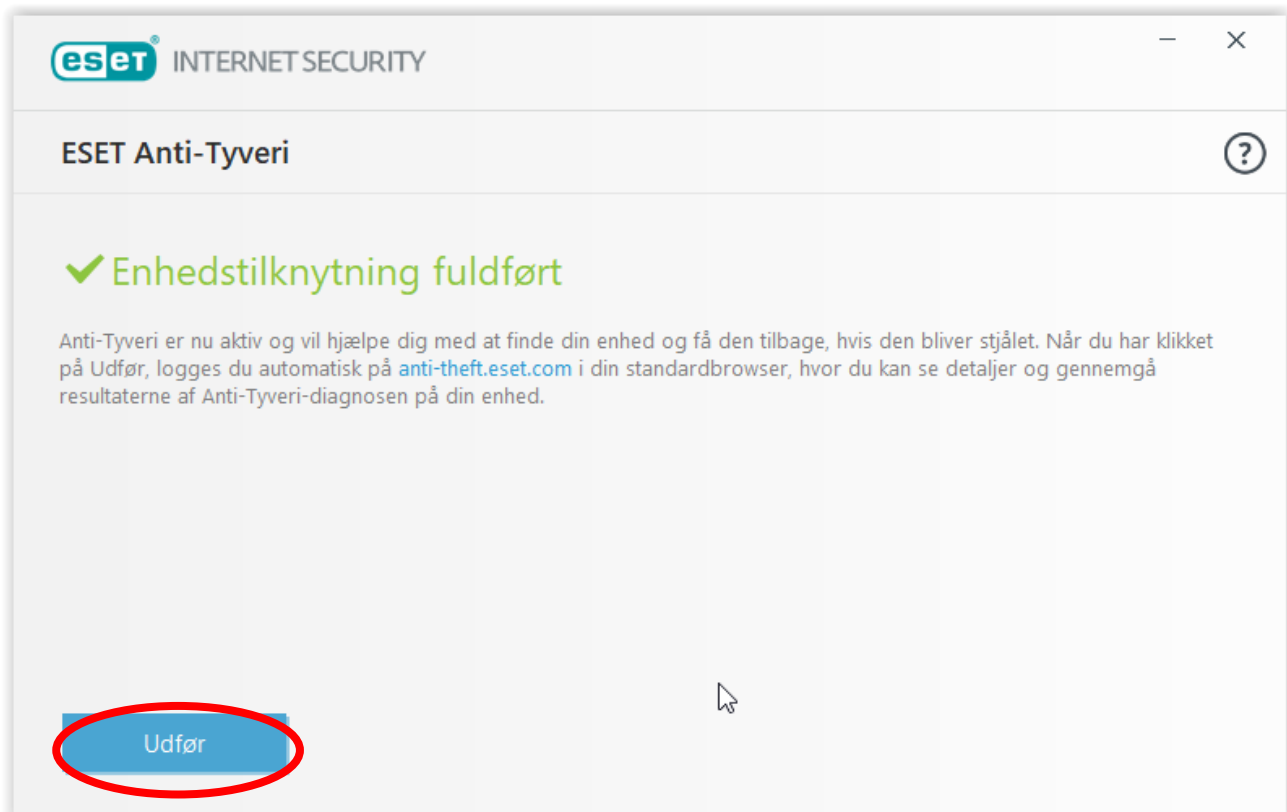 eset® INTERNET SECURITY
ESET Anti-Tyveri
?
Enhedstilknytning fuldført
Anti-Tyveri er nu aktiv og vil hjælpe dig med at finde din enhed og få den tilbage, hvis den bliver stjålet. Når du har klikket
på Udfør, logges du automatisk på anti-theft.eset.com i din standardbrowser, hvor du kan se detaljer og gennemgå
resultaterne af Anti-Tyveri-diagnosen på din enhed.
Udfør